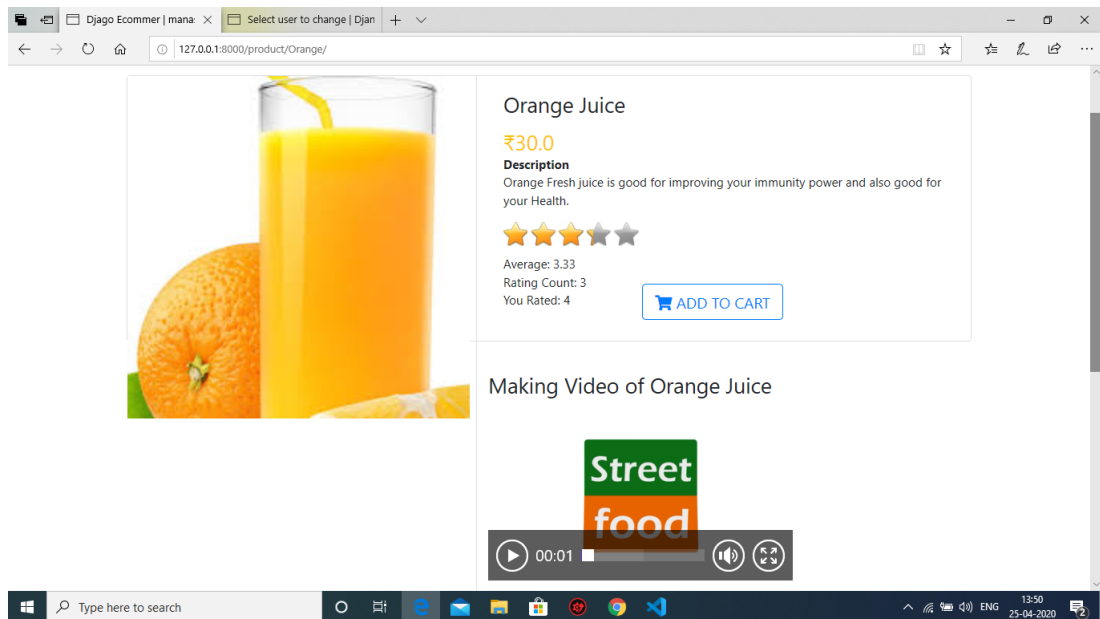 Djago Ecommer | mana:
Select user to change | Djan
127.0.0.1:8000/product/Orange/
Orange Juice
₹30.0
Description
Orange Fresh juice is good for improving your immunity power and also good for
your Health.
Average: 3.33
Rating Count: 3
You Rated: 4
ADD TO CART
Making Video of Orange Juice
Street
food
00:01
Type here to search
ENG
13:50
25-04-2020
2